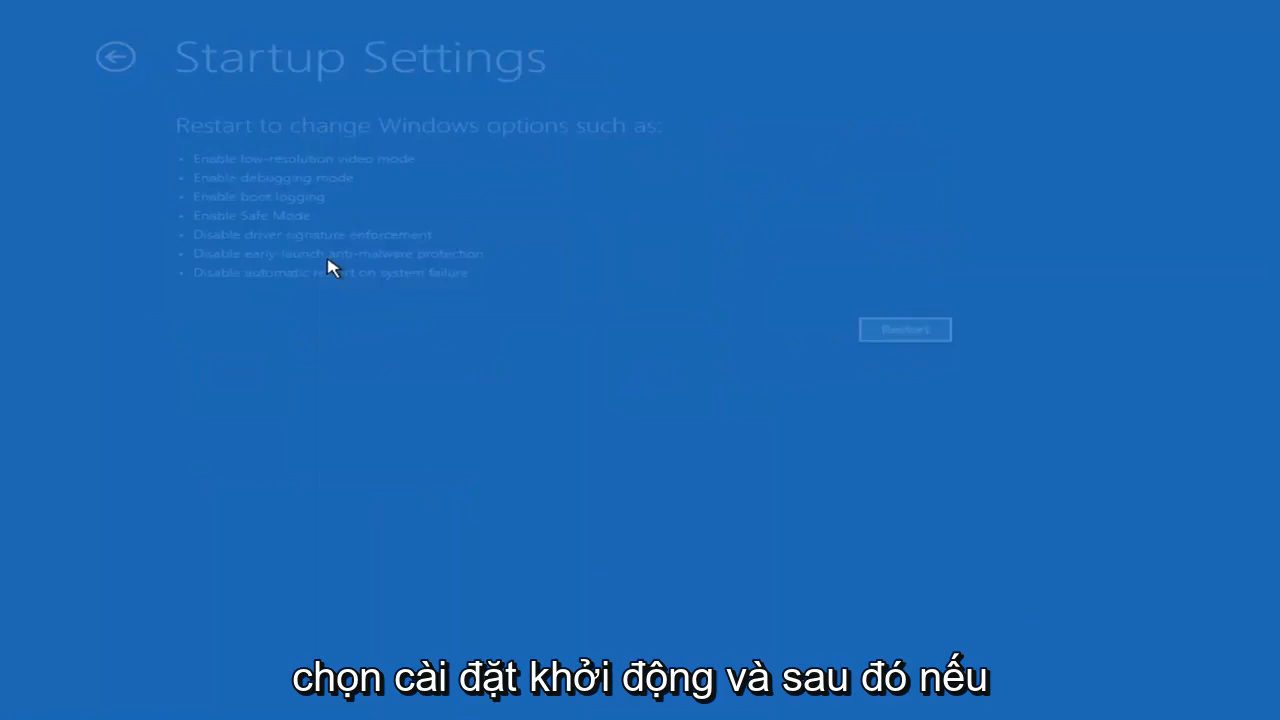 Startup Settings
Restart to change Windows options such as:
• Enable low-resolution video mode
• Enable debugging mode
• Enable boot logging
• Enable Safe Mode
• Disable driver signature enforcement
• Disable early-launch anti-malware protection
• Disable automatic restart on system failure
Restart
chọn cài đặt khởi động và sau đó nếu